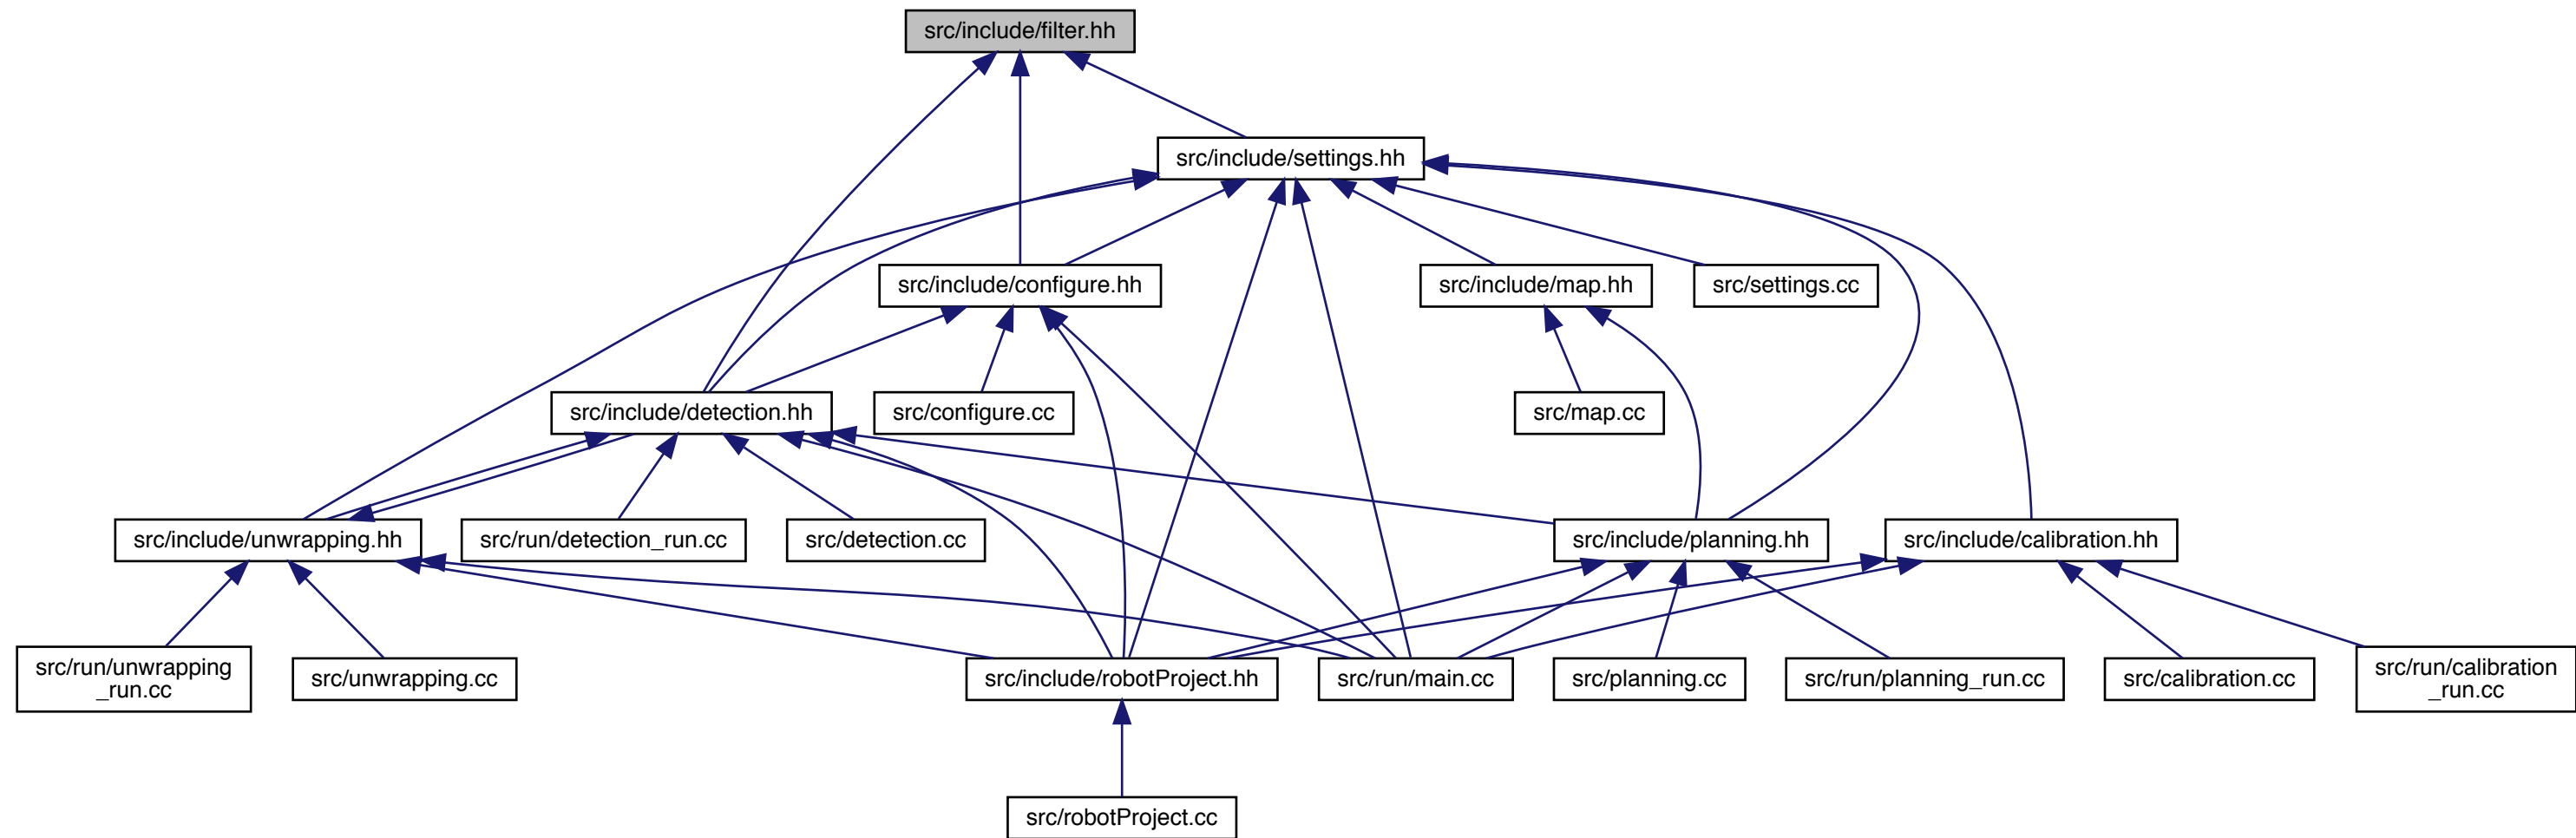 src/include/filter.hh
src/include/settings.hh
src/include/configure.hh
src/include/map.hh
src/settings.cc
src/include/detection.hh
src/configure.cc
src/map.cc
src/include/unwrapping.hh
src/run/detection_run.cc
src/detection.cc
src/include/planning.hh
src/include/calibration.hh
src/run/unwrapping
_run.cc
src/unwrapping.cc
src/include/robotProject.hh
src/run/main.cc
src/planning.cc
src/run/planning_run.cc
src/calibration.cc
src/run/calibration
_run.cc
src/robotProject.cc